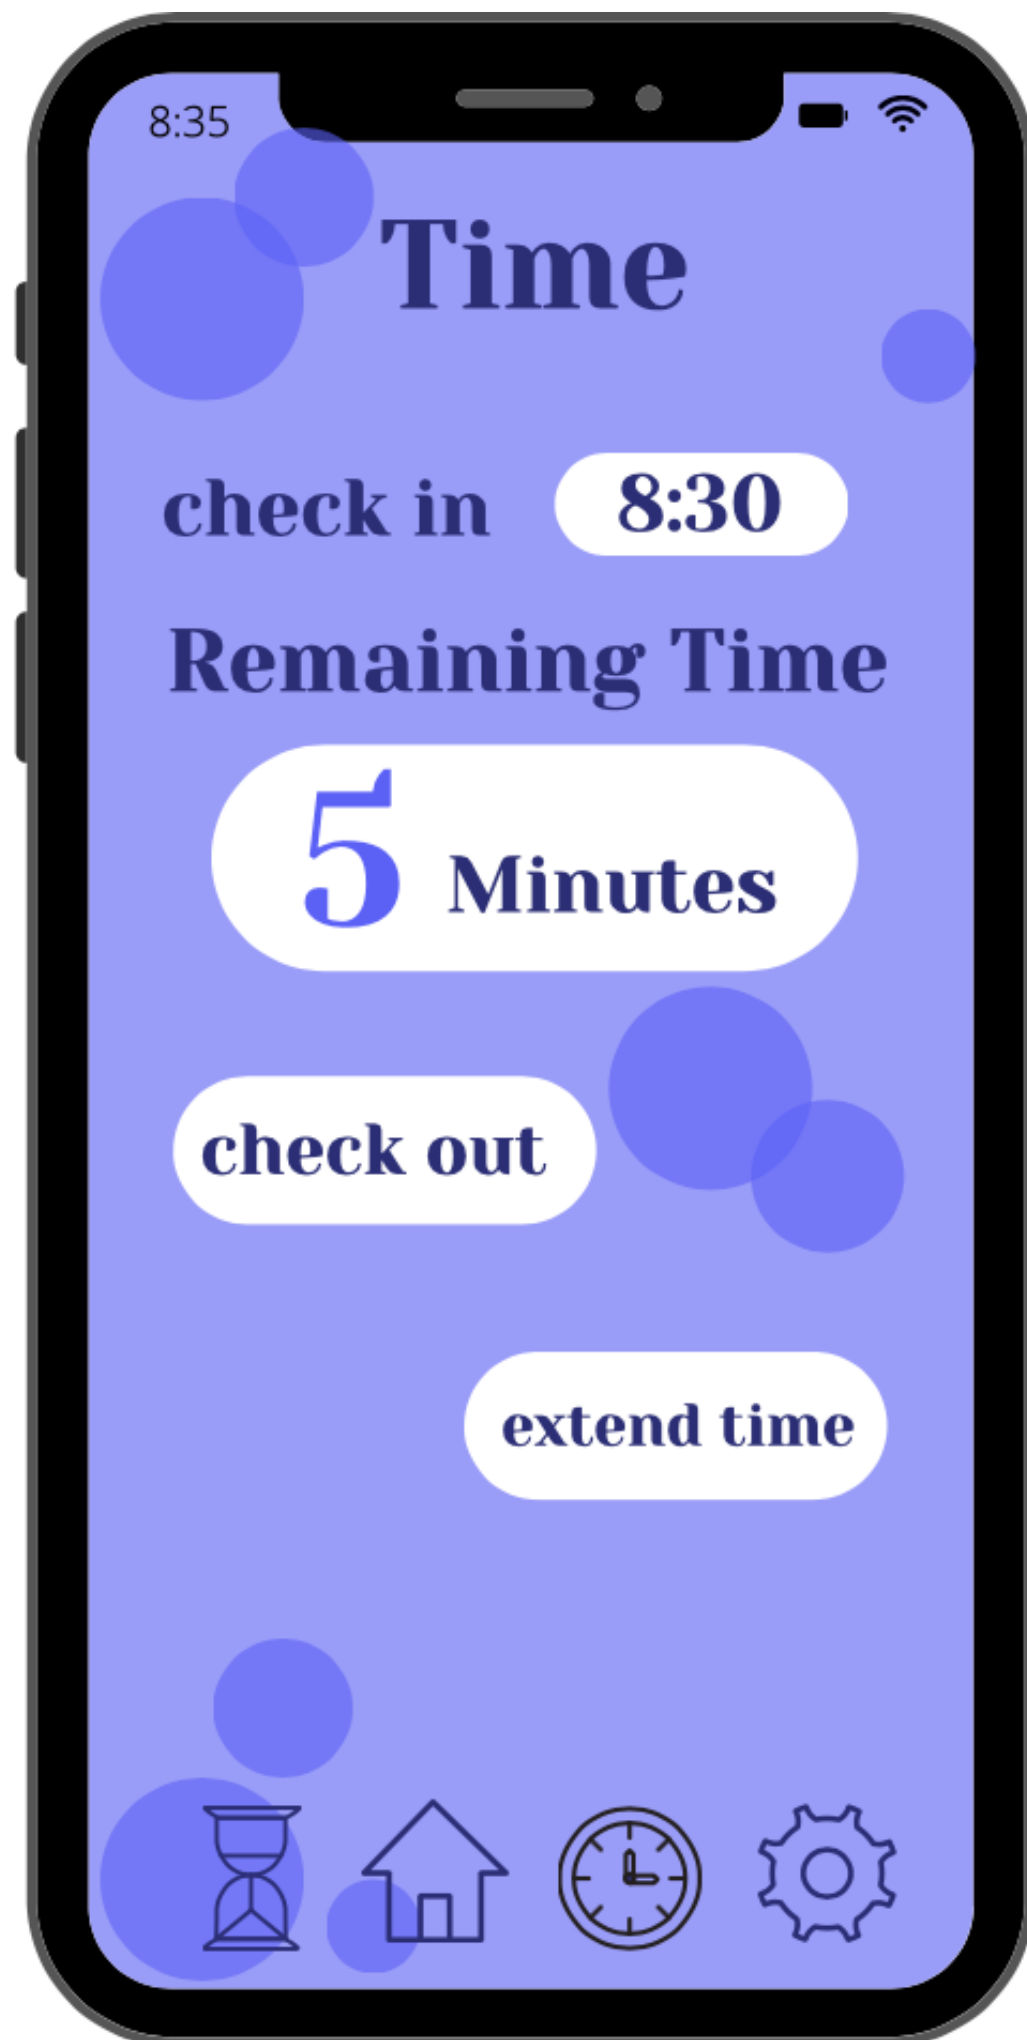 8:35
Time
check in 8:30
Remaining Time
5 Minutes
check out
extend time